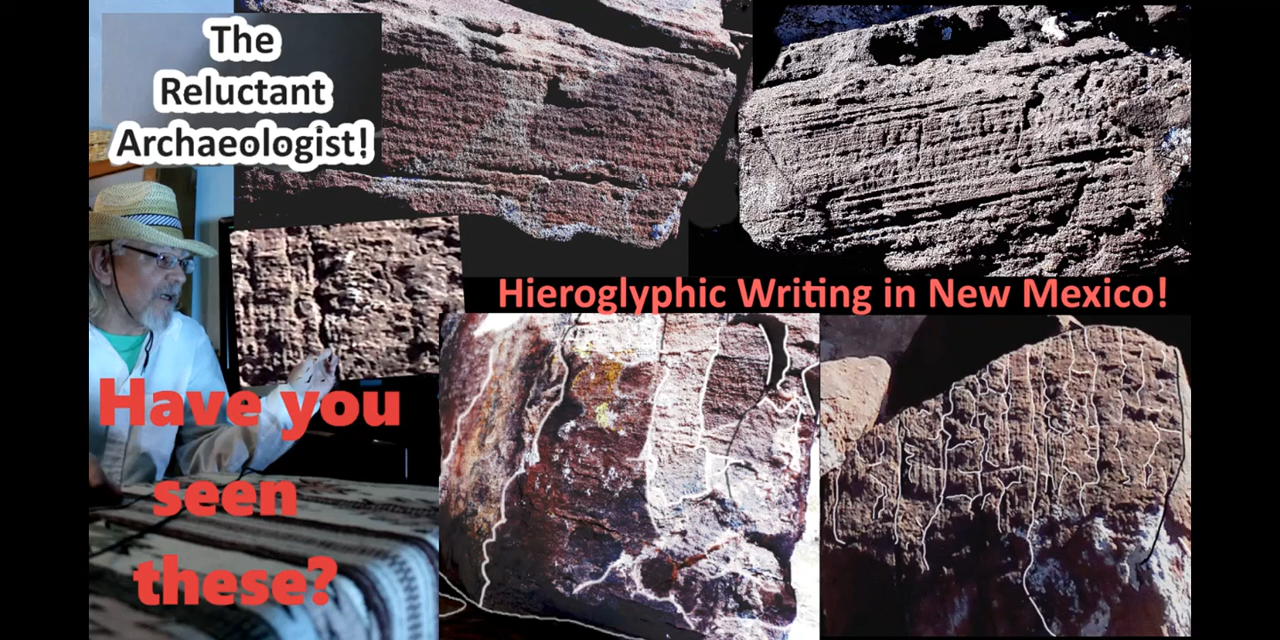 The
Reluctant
Archaeologist!
Hieroglyphic Writing in New Mexico!
Have you
seen
these?